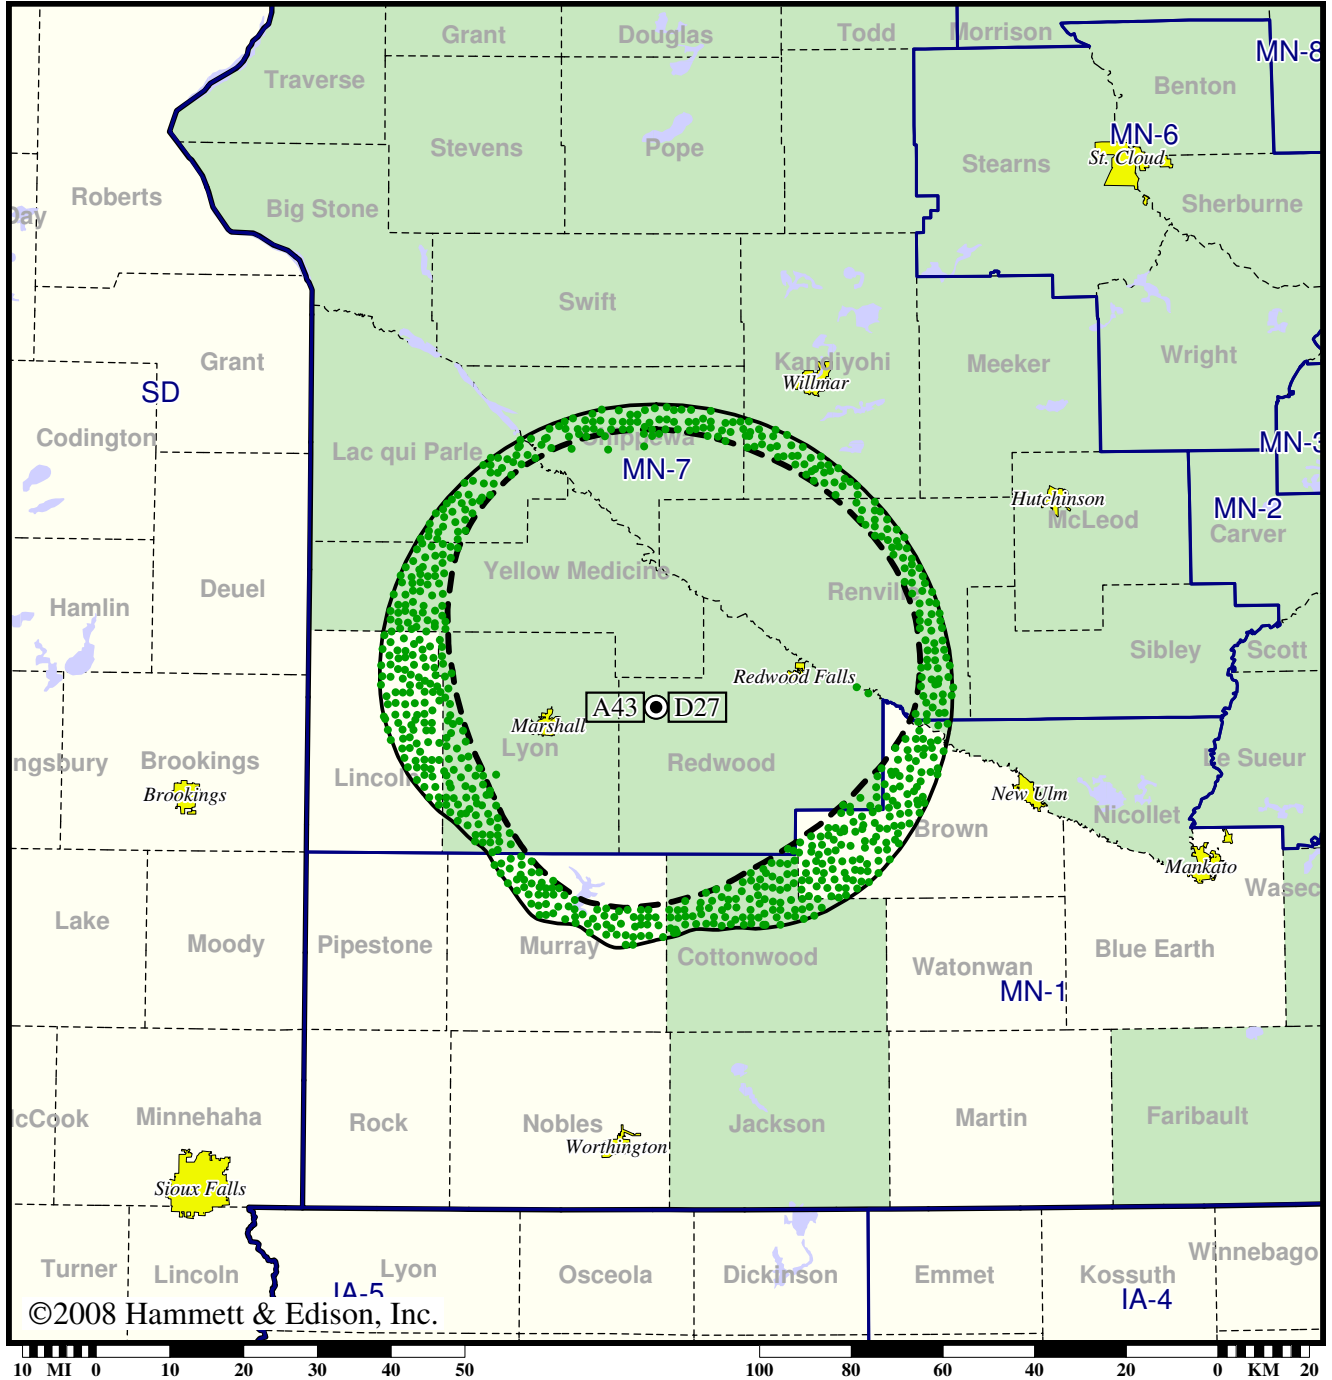 Grant
Douglas
Todd
Morrison
MN-8
Traverse
Benton
MN-6
St. Cloud
Stevens
Pope
Stearns
Roberts
Big Stone
Sherburne
Day
Swift
Grant
Kandiyohi
Meeker
Wright
Willmar
SD
Codington
Lac qui Parle
Chippewa
MN-7
MN-3
Hutchinson
McLeod
MN-2
Carver
Yellow Medicine
Deuel
Renvill
Hamlin
Sibley
Scott
Redwood Falls
A43
D27
Marshall
Lyon
Redwood
Lincoln
ngsbury
Brookings
Brookings
Le Sueur
New Ulm
Nicollet
Brown
Mankato
Wasec
Lake
Moody
Pipestone
Murray
Cottonwood
Watonwan
Blue Earth
MN-1
McCook
Minnehaha
Rock
Nobles
Worthington
Jackson
Martin
Faribault
Sioux Falls
Turner
Lincoln
Lyon
IA-5
Osceola
Dickinson
Emmet
Kossuth
Winnebago
IA-4
©2008 Hammett & Edison, Inc.
10 MI 0 10 20 30 40 50 100 80 60 40 20 0 KM 20